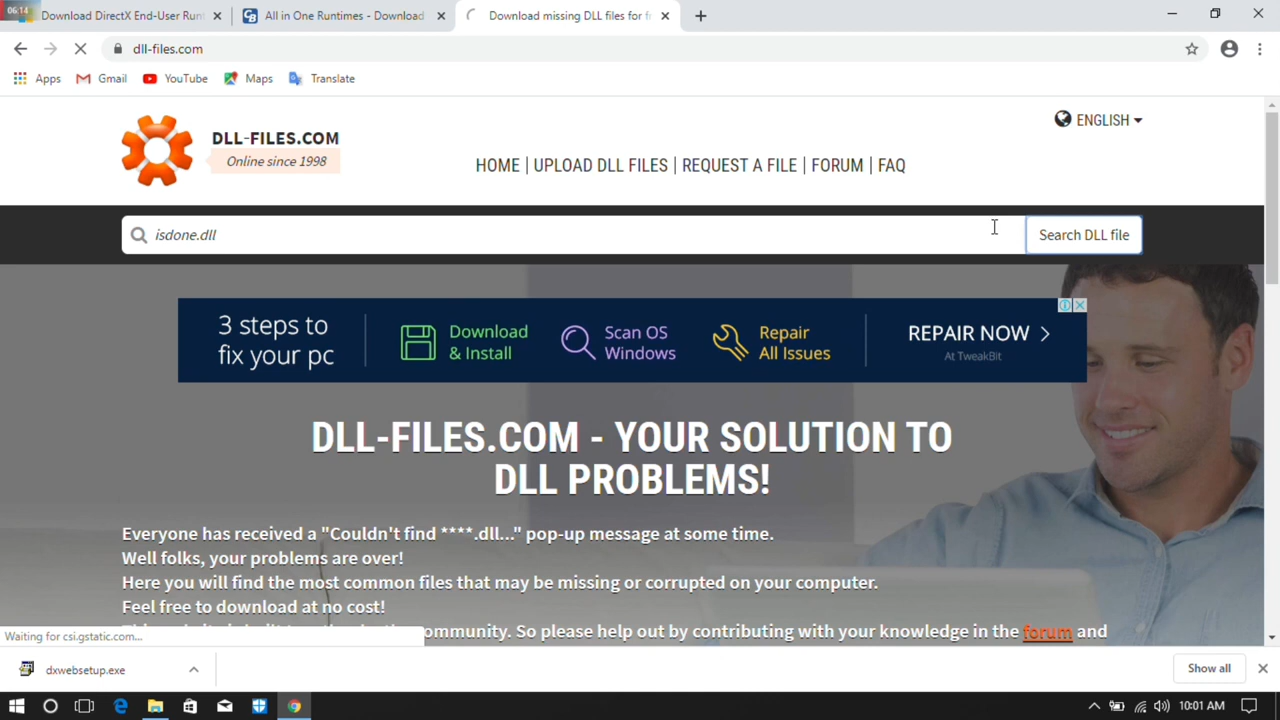 06:14
Download DirectX End-User Runt
All in One Runtimes - Download
Download missing DLL files for f
dll-files.com
Apps
Gmail
YouTube
Maps
Translate
DLL-FILES.COM
Online since 1998
ENGLISH
HOME | UPLOAD DLL FILES | REQUEST A FILE | FORUM | FAQ
isdone.dll
Search DLL file
3 steps to
fix your pc
Download
& Install
Scan OS
Windows
Repair
All Issues
REPAIR NOW
At TweakBit
DLL-FILES.COM - YOUR SOLUTION TO
DLL PROBLEMS!
Everyone has received a "Couldn't find ****.dll..." pop-up message at some time.
Well folks, your problems are over!
Here you will find the most common files that may be missing or corrupted on your computer.
Feel free to download at no cost!
ommunity. So please help out by contributing with your knowledge in the forum and
Waiting for csi.gstatic.com...
dxwebsetup.exe
Show all
10:01 AM